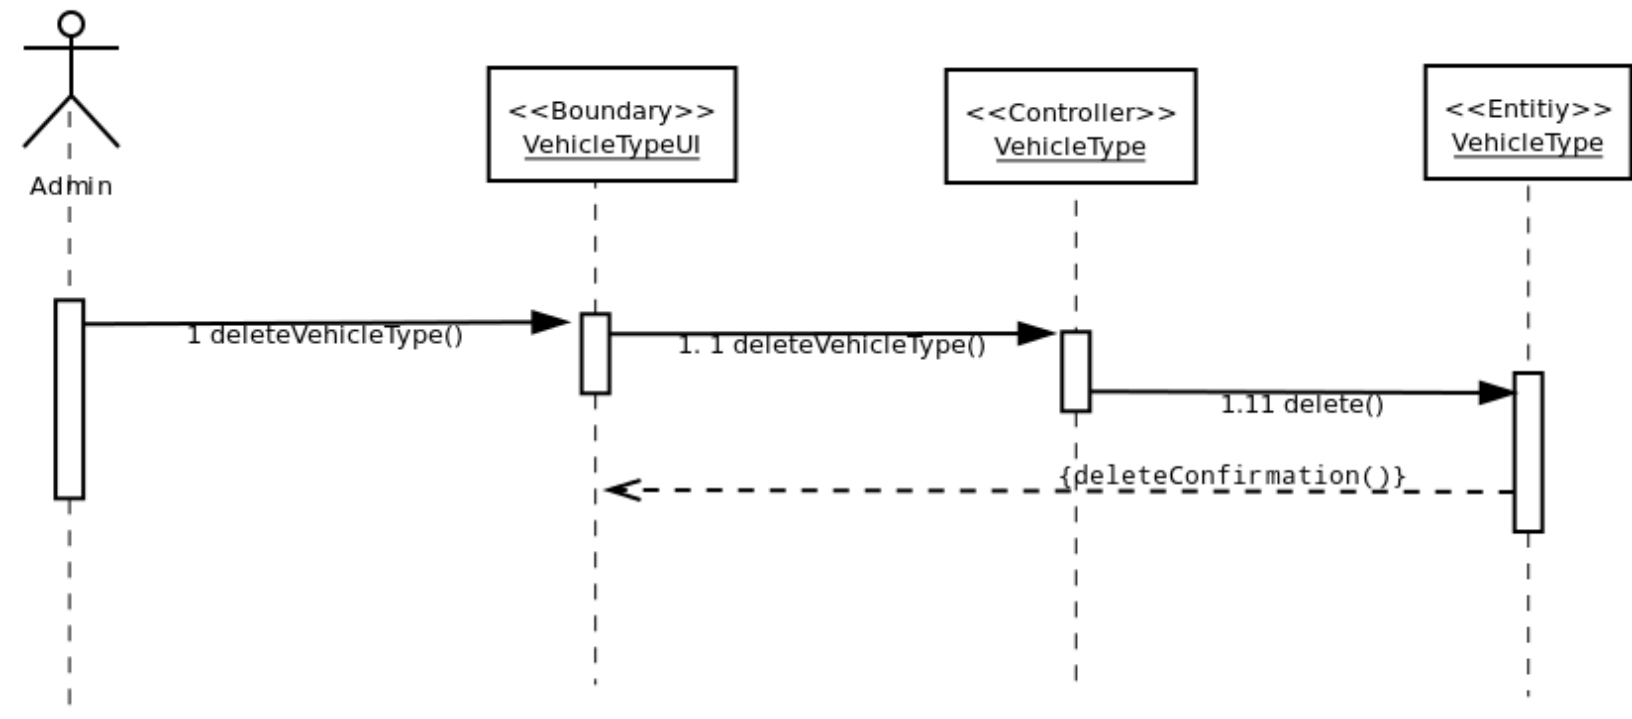 Admin
<<Boundary>>
VehicleTypeUI
<<Controller>>
VehicleType
<<Entitiy>>
VehicleType
1 deleteVehicleType()
1. 1 deleteVehicleType()
1.11 delete()
{deleteConfirmation()}